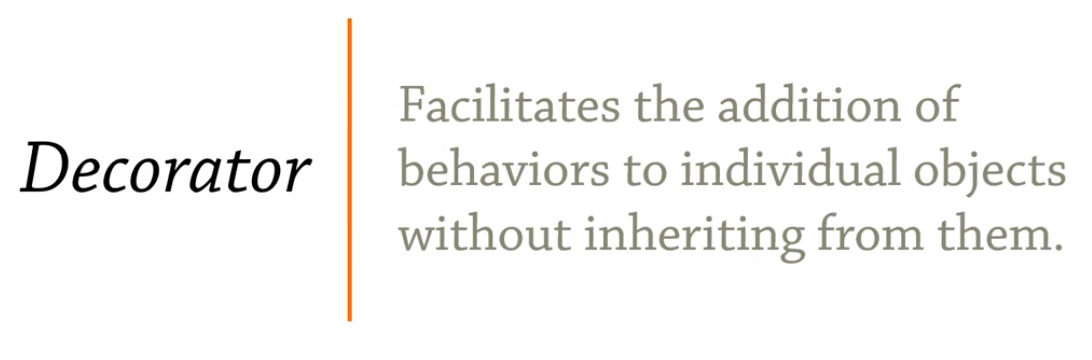 Decorator
Facilitates the addition of
behaviors to individual objects
without inheriting from them.